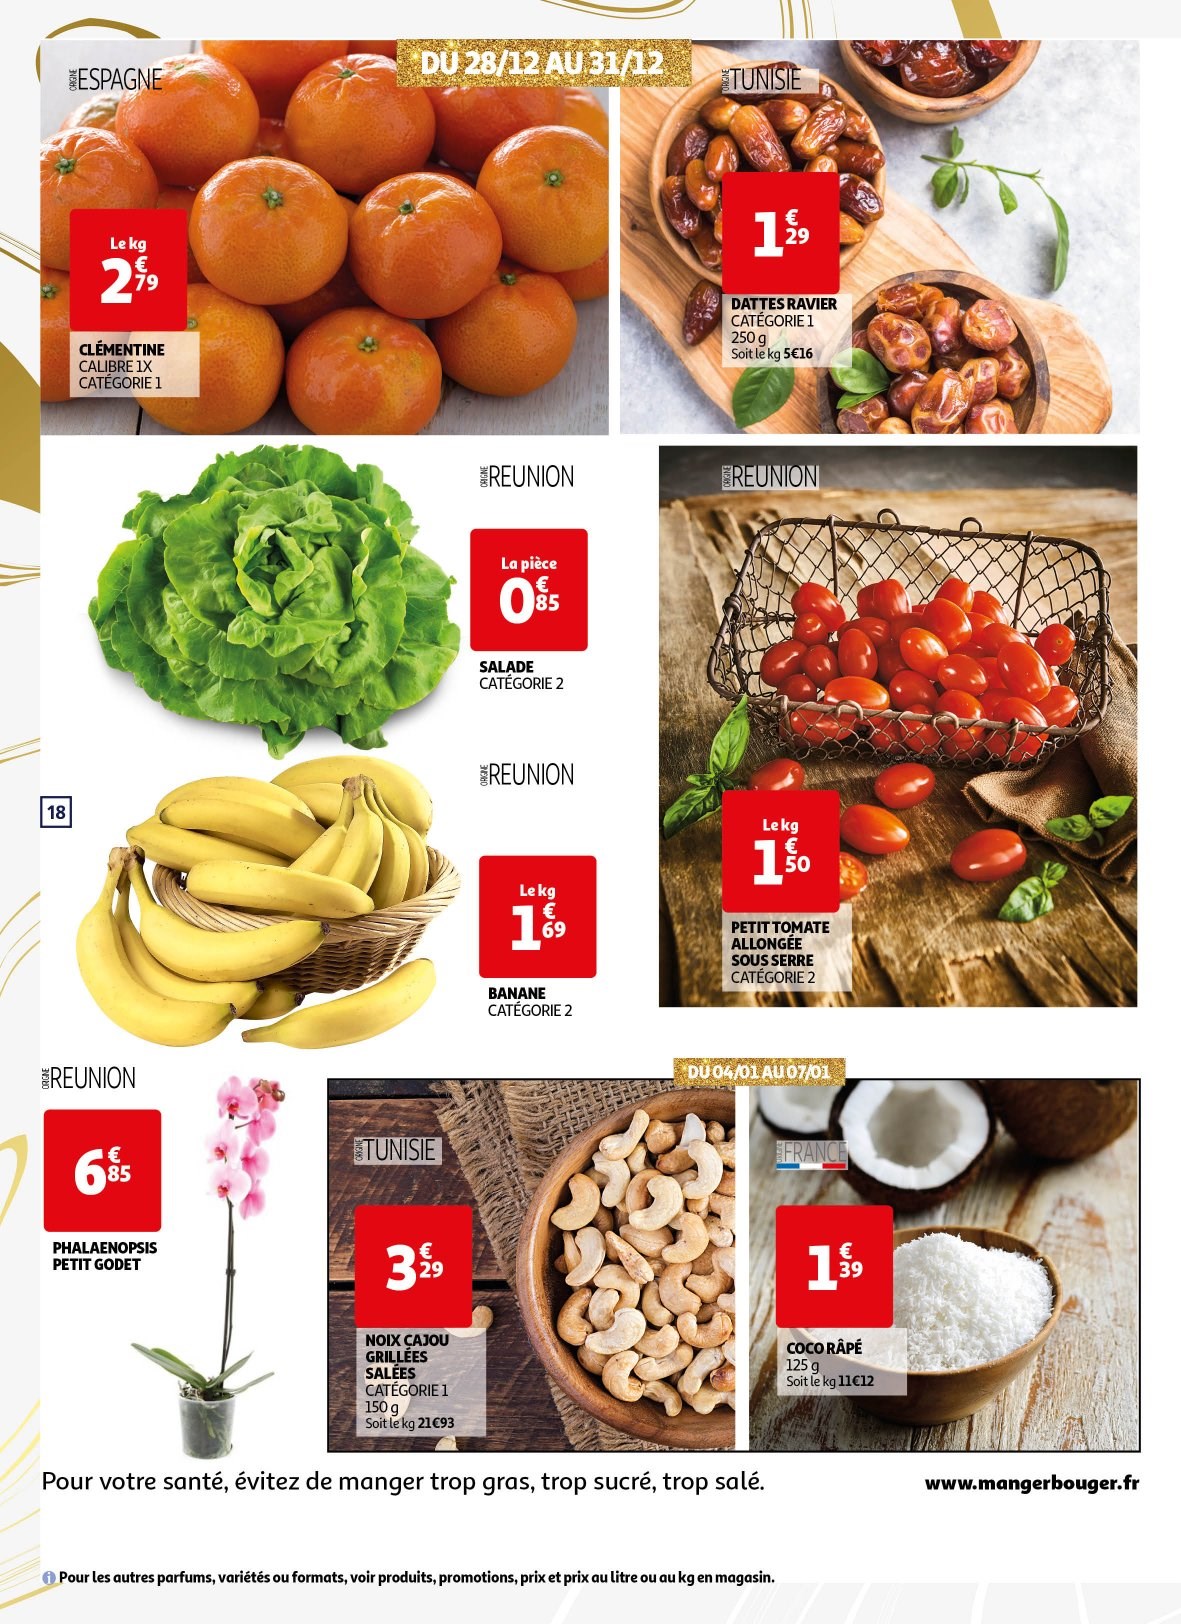 DU 28/12 AU 31/12
ORIGINE ESPAGNE
Le kg
2€79
CLÉMENTINE
CALIBRE 1X
CATÉGORIE 1
ORIGINE TUNISIE
1€29
DATTES RAVIER
CATÉGORIE 1
250 g
Soit le kg 5€16
ORIGINE REUNION
La pièce
0€85
SALADE
CATÉGORIE 2
ORIGINE REUNION
Le kg
1€50
PETIT TOMATE
ALLONGÉE
SOUS SERRE
CATÉGORIE 2
ORIGINE REUNION
Le kg
1€69
BANANE
CATÉGORIE 2
18
ORIGINE REUNION
6€85
PHALAENOPSIS
PETIT GODET
DU 04/01 AU 07/01
ORIGINE TUNISIE
3€29
NOIX CAJOU
GRILLÉES
SALÉES
CATÉGORIE 1
150 g
Soit le kg 21€93
ORIGINE FRANCE
1€39
COCO RÂPÉ
125 g
Soit le kg 11€12
Pour votre santé, évitez de manger trop gras, trop sucré, trop salé.
www.mangerbouger.fr
i Pour les autres parfums, variétés ou formats, voir produits, promotions, prix et prix au litre ou au kg en magasin.